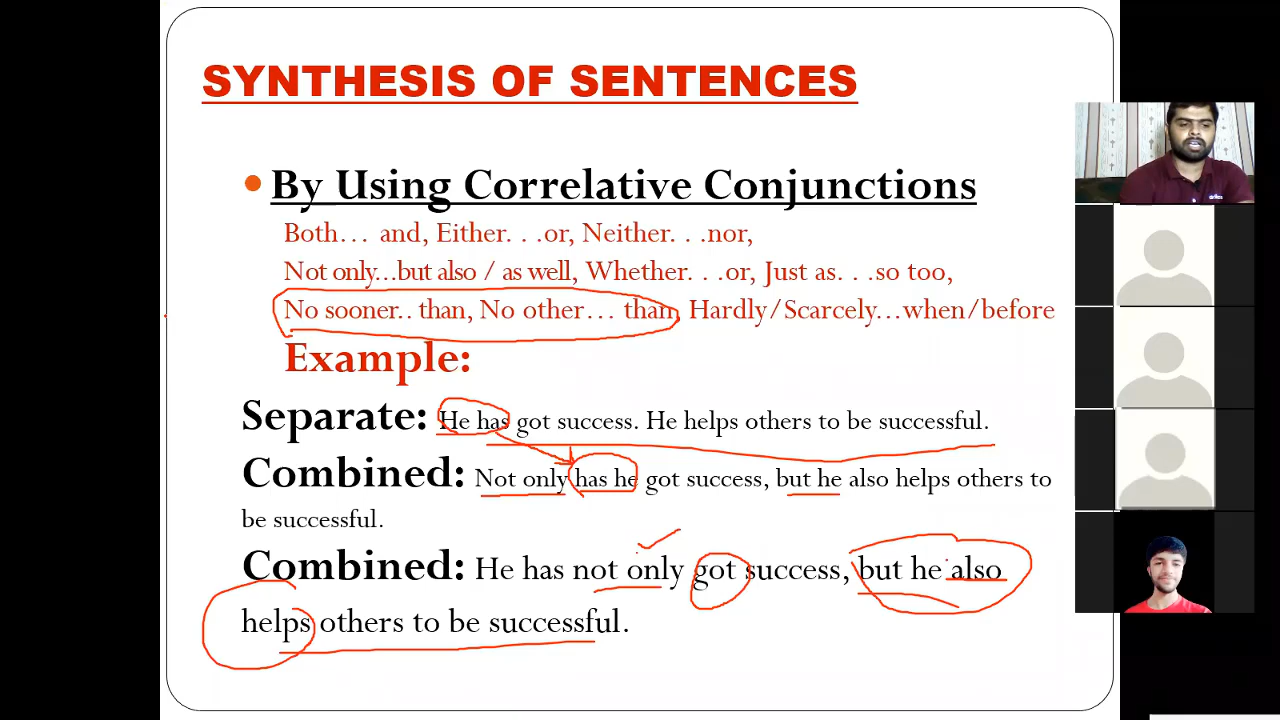 SYNTHESIS OF SENTENCES
• By Using Correlative Conjunctions
Both… and, Either. . .or, Neither. . .nor,
Not only...but also / as well, Whether. . .or, Just as. . .so too,
No sooner.. than, No other… than, Hardly/Scarcely…when/before
Example:
Separate: He has got success. He helps others to be successful.
Combined: Not only has he got success, but he also helps others to
be successful.
Combined: He has not only got success, but he also
helps others to be successful.